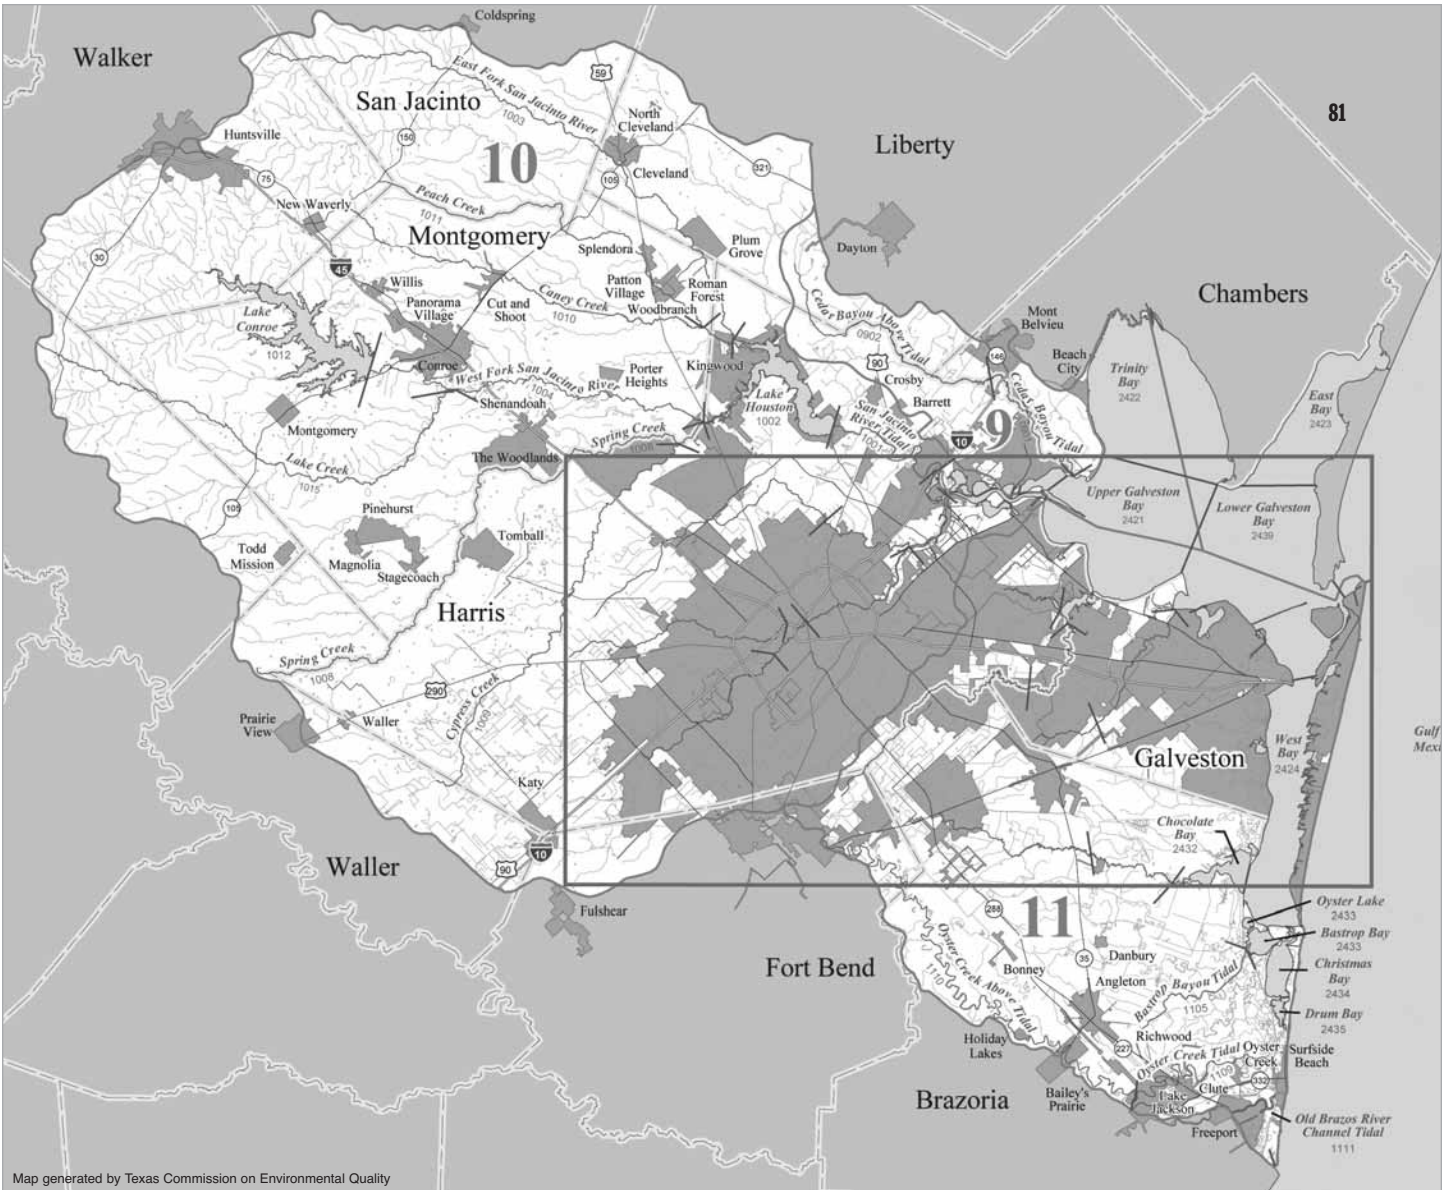 Coldspring
Walker
59
East Fork San Jacinto River
1003
San Jacinto
81
North
Cleveland
150
10
Liberty
Huntsville
321
105
Cleveland
75
Peach Creek
1011
New Waverly
Montgomery
Plum
Grove
Dayton
Splendora
30
45
Willis
Patton
Village
Roman
Forest
Woodbranch
Chambers
Panorama
Village
Cut and
Shoot
Caney Creek
1010
Cedar Bayou Above
Tidal
0902
Lake
Conroe
1012
Mont
Belvieu
146
Beach
City
90
Trinity
Bay
2422
Conroe
West Fork San Jacinto River
1004
Porter
Heights
Kingwood
Crosby
Barrett
Cedar Bayou Tidal
East
Bay
2423
Lake
Houston
1002
San Jacinto
River Tidal
1001
10
9
Shenandoah
Montgomery
Spring Creek
1008
The Woodlands
Lake Creek
1015
Upper Galveston
Bay
2421
Lower Galveston
Bay
2439
105
Pinehurst
Todd
Mission
Magnolia
Stagecoach
Tomball
Harris
Spring Creek
1008
290
Cypress Creek
1009
Prairie
View
Waller
West
Bay
2424
Gulf
Mexi
Galveston
Katy
Chocolate
Bay
2432
10
90
Waller
Fulshear
Oyster Lake
2433
288
11
Bastrop Bay
2433
Oyster Creek Above Tidal
1110
Fort Bend
Bonney
35
Danbury
Angleton
Christmas
Bay
2434
Bastrop Bayou Tidal
1105
Drum Bay
2435
Holiday
Lakes
Richwood
227
Oyster Creek Tidal
1109
Oyster
Creek
Surfside
Beach
332
Brazoria
Bailey's
Prairie
Clute
Lake
Jackson
Freeport
Old Brazos River
Channel Tidal
1111
Map generated by Texas Commission on Environmental Quality